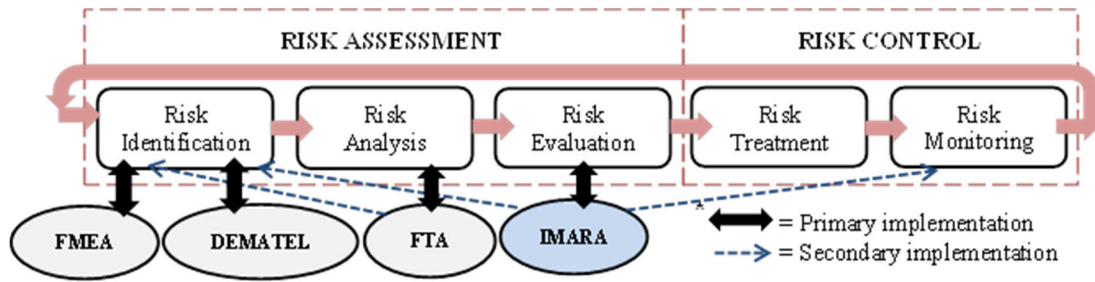 RISK ASSESSMENT
RISK CONTROL
Risk
Identification
Risk
Analysis
Risk
Evaluation
Risk
Treatment
Risk
Monitoring
FMEA
DEMATEL
FTA
IMARA
*
= Primary implementation
= Secondary implementation